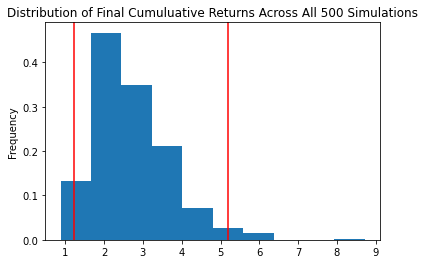 Distribution of Final Cumuluative Returns Across All 500 Simulations
Frequency
0.4
0.3
0.2
0.1
0.0
1 2 3 4 5 6 7 8 9